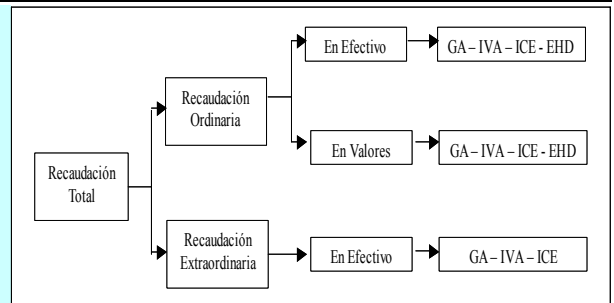 En Efectivo
GA – IVA – ICE - EHD
Recaudación
Ordinaria
En Valores
GA – IVA – ICE - EHD
Recaudación
Total
Recaudación
Extraordinaria
En Efectivo
GA – IVA – ICE